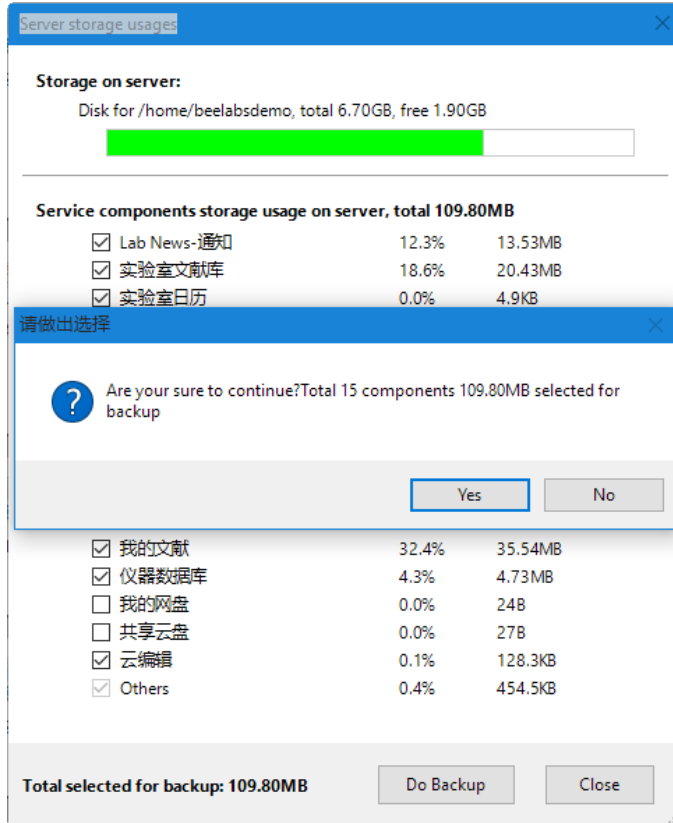 Server storage usages
Storage on server:
Disk for /home/beelabsdemo, total 6.70GB, free 1.90GB
Service components storage usage on server, total 109.80MB
Lab News-通知 12.3% 13.53MB
实验室文献库 18.6% 20.43MB
实验室日历 0.0% 4.9KB
请做出选择
Are your sure to continue?Total 15 components 109.80MB selected for
backup
Yes No
我的文献 32.4% 35.54MB
仪器数据库 4.3% 4.73MB
我的网盘 0.0% 24B
共享云盘 0.0% 27B
云编辑 0.1% 128.3KB
Others 0.4% 454.5KB
Total selected for backup: 109.80MB Do Backup Close